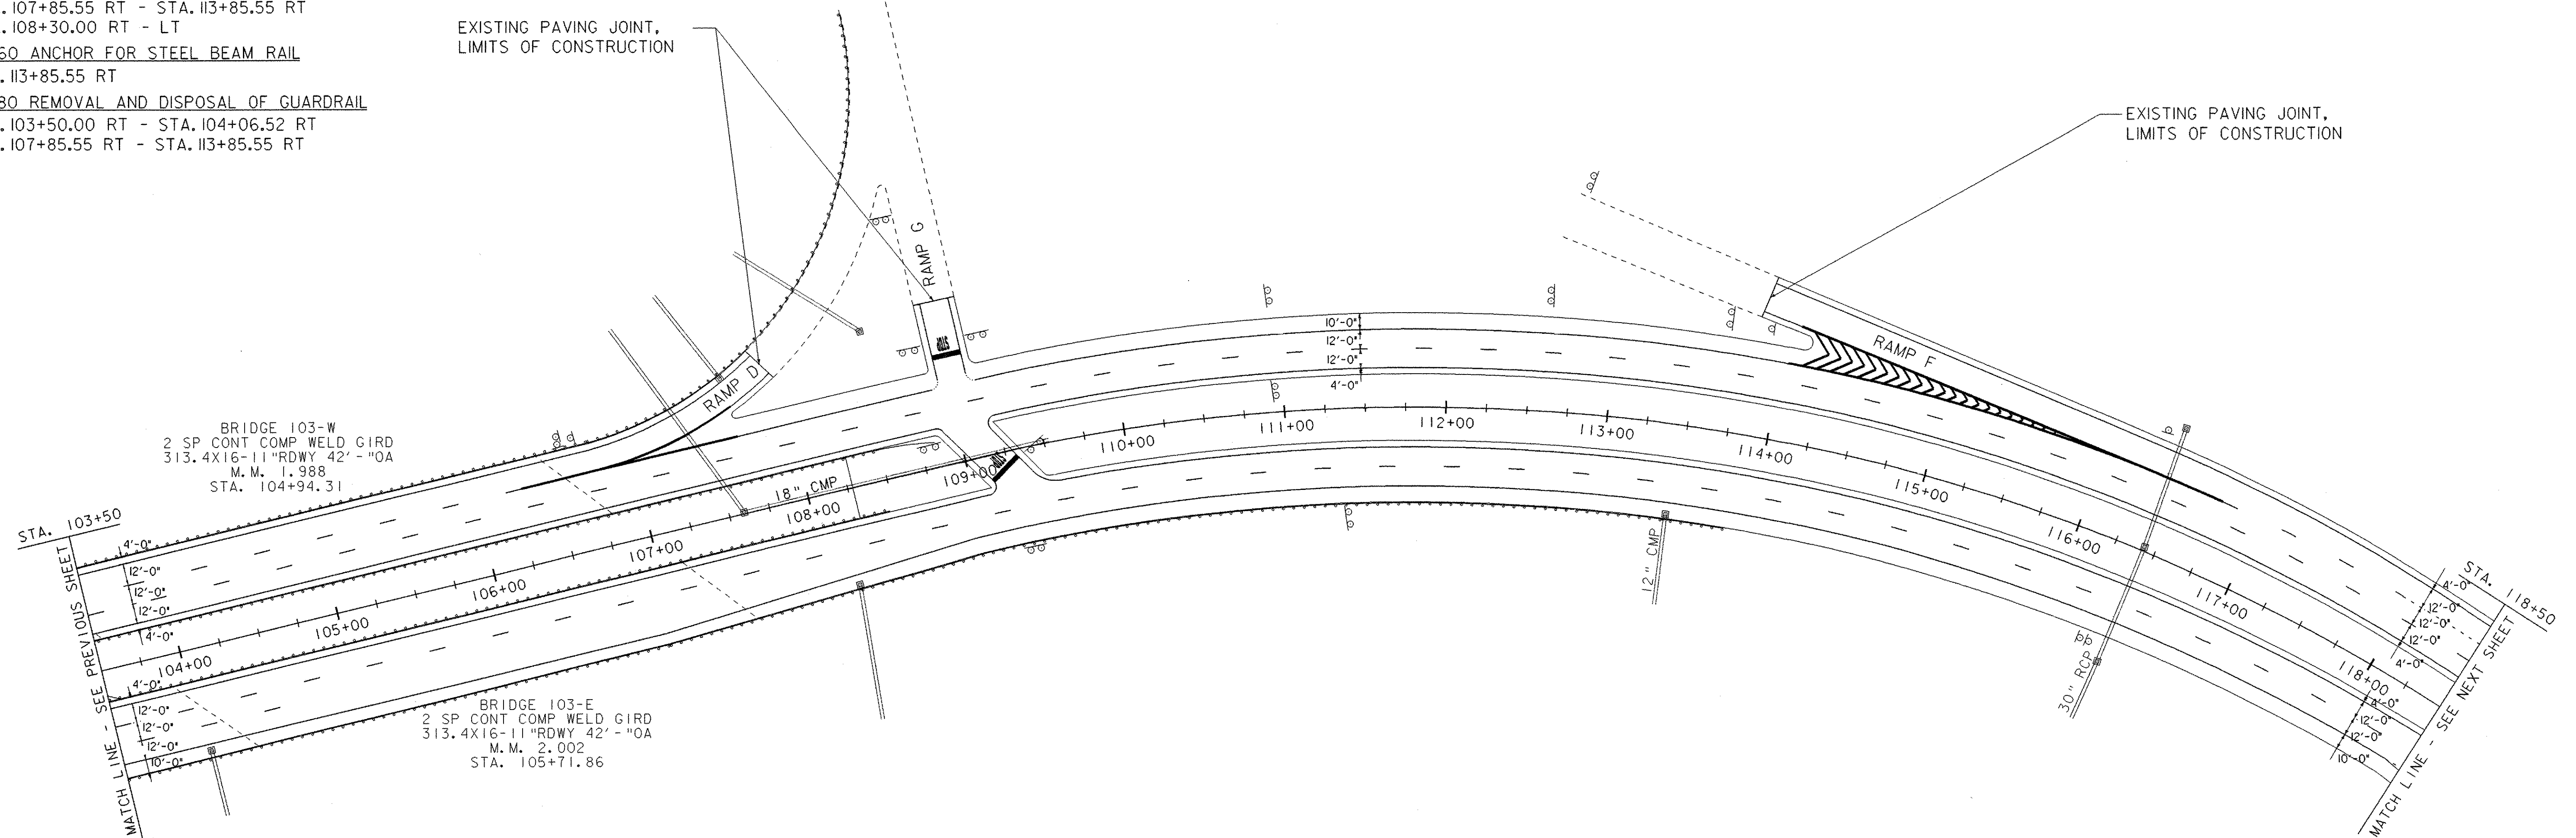 . 107+85.55 RT - STA. 113+85.55 RT
. 108+30.00 RT - LT
60 ANCHOR FOR STEEL BEAM RAIL
. 113+85.55 RT
80 REMOVAL AND DISPOSAL OF GUARDRAIL
. 103+50.00 RT - STA. 104+06.52 RT
. 107+85.55 RT - STA. 113+85.55 RT
EXISTING PAVING JOINT,
LIMITS OF CONSTRUCTION
EXISTING PAVING JOINT,
LIMITS OF CONSTRUCTION
RAMP G
STOP
RAMP D
RAMP F
10'-0"
12'-0"
12'-0"
4'-0"
BRIDGE 103-W
2 SP CONT COMP WELD GIRD
313.4X16-11"RDWY 42'-"OA
M.M. 1.988
STA. 104+94.31
STA. 103+50
MATCH LINE - SEE PREVIOUS SHEET
4'-0"
12'-0"
12'-0"
12'-0"
4'-0"
4'-0"
12'-0"
12'-0"
12'-0"
10'-0"
104+00
105+00
106+00
107+00
108+00
18" CMP
109+00
STOP
110+00
111+00
112+00
113+00
114+00
115+00
116+00
117+00
118+00
12" CMP
30" RCP
BRIDGE 103-E
2 SP CONT COMP WELD GIRD
313.4X16-11"RDWY 42'-"OA
M.M. 2.002
STA. 105+71.86
STA. 118+50
4'-0"
12'-0"
12'-0"
12'-0"
4'-0"
4'-0"
12'-0"
12'-0"
10'-0"
MATCH LINE - SEE NEXT SHEET